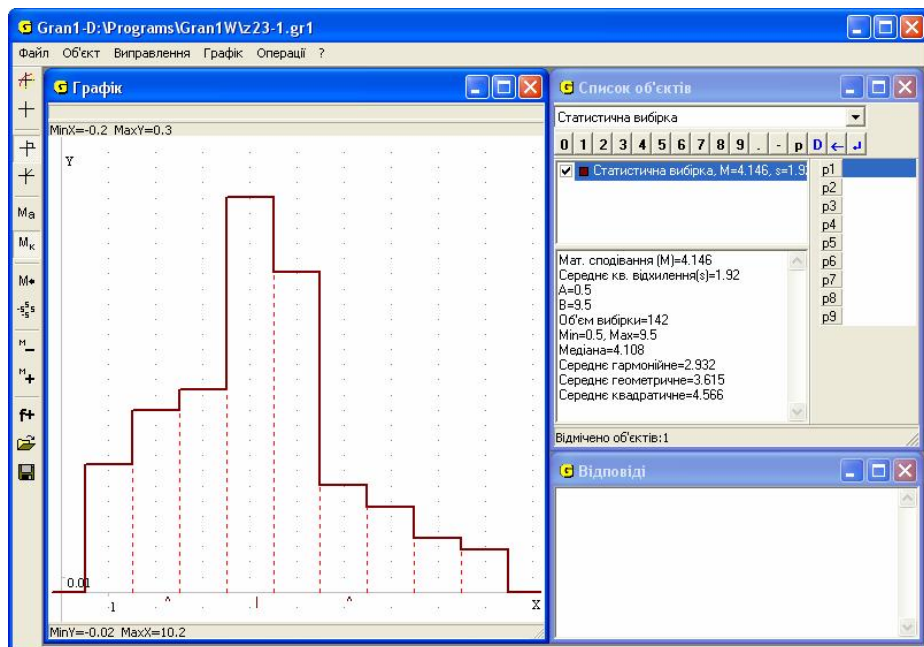 Gran1-D:\Programs\Gran1W\z23-1.gr1
Файл Об'єкт Виправлення Графік Операції ?
Ma
Mк
M
-s
M
M
f+
Графік
MinX=-0.2 MaxY=0.3
Y
0.01
-1
X
MinY=-0.02 MaxX=10.2
Список об'єктів
Статистична вибірка
0 1 2 3 4 5 6 7 8 9 . - p D
Статистична вибірка, M=4.146, s=1.92
Мат. сподівання (M)=4.146
Середнє кв. відхилення(s)=1.92
A=0.5
B=9.5
Об'єм вибірки=142
Min=0.5, Max=9.5
Медіана=4.108
Середнє гармонійне=2.932
Середнє геометричне=3.615
Середнє квадратичне=4.566
p1
p2
p3
p4
p5
p6
p7
p8
p9
Відмічено об'єктів:1
Відповіді